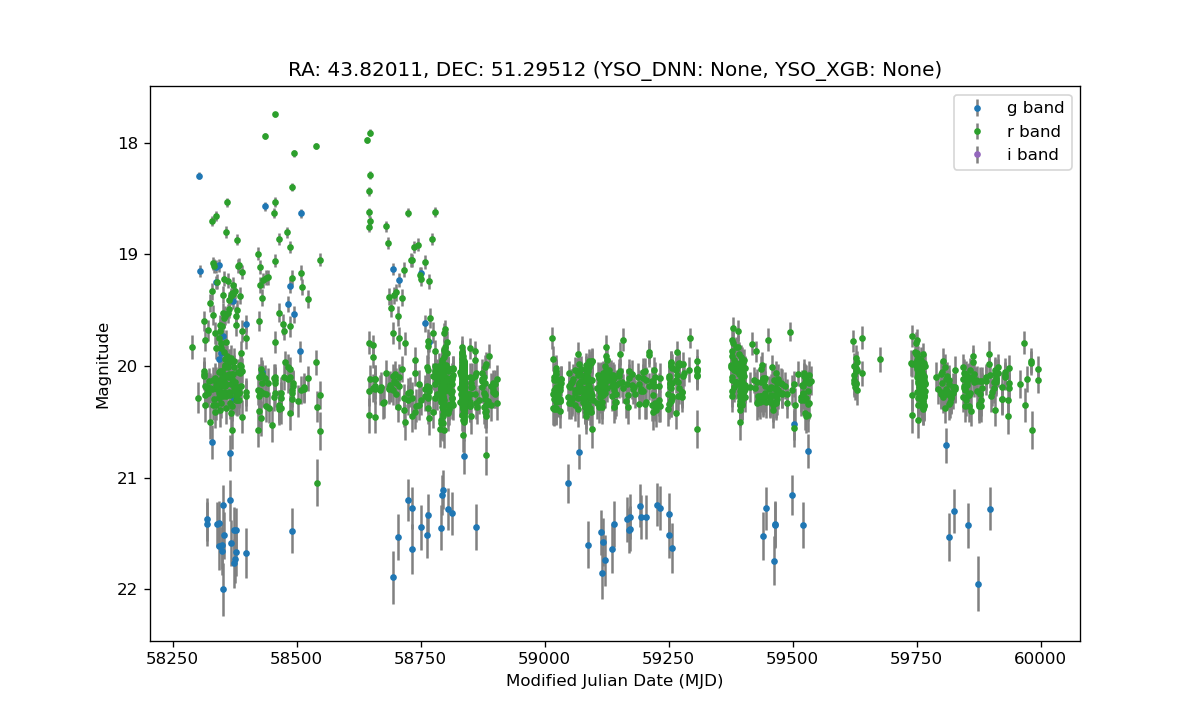 RA: 43.82011, DEC: 51.29512 (YSO_DNN: None, YSO_XGB: None)
g band
r band
i band
18
19
20
21
22
Magnitude
58250 58500 58750 59000 59250 59500 59750 60000
Modified Julian Date (MJD)